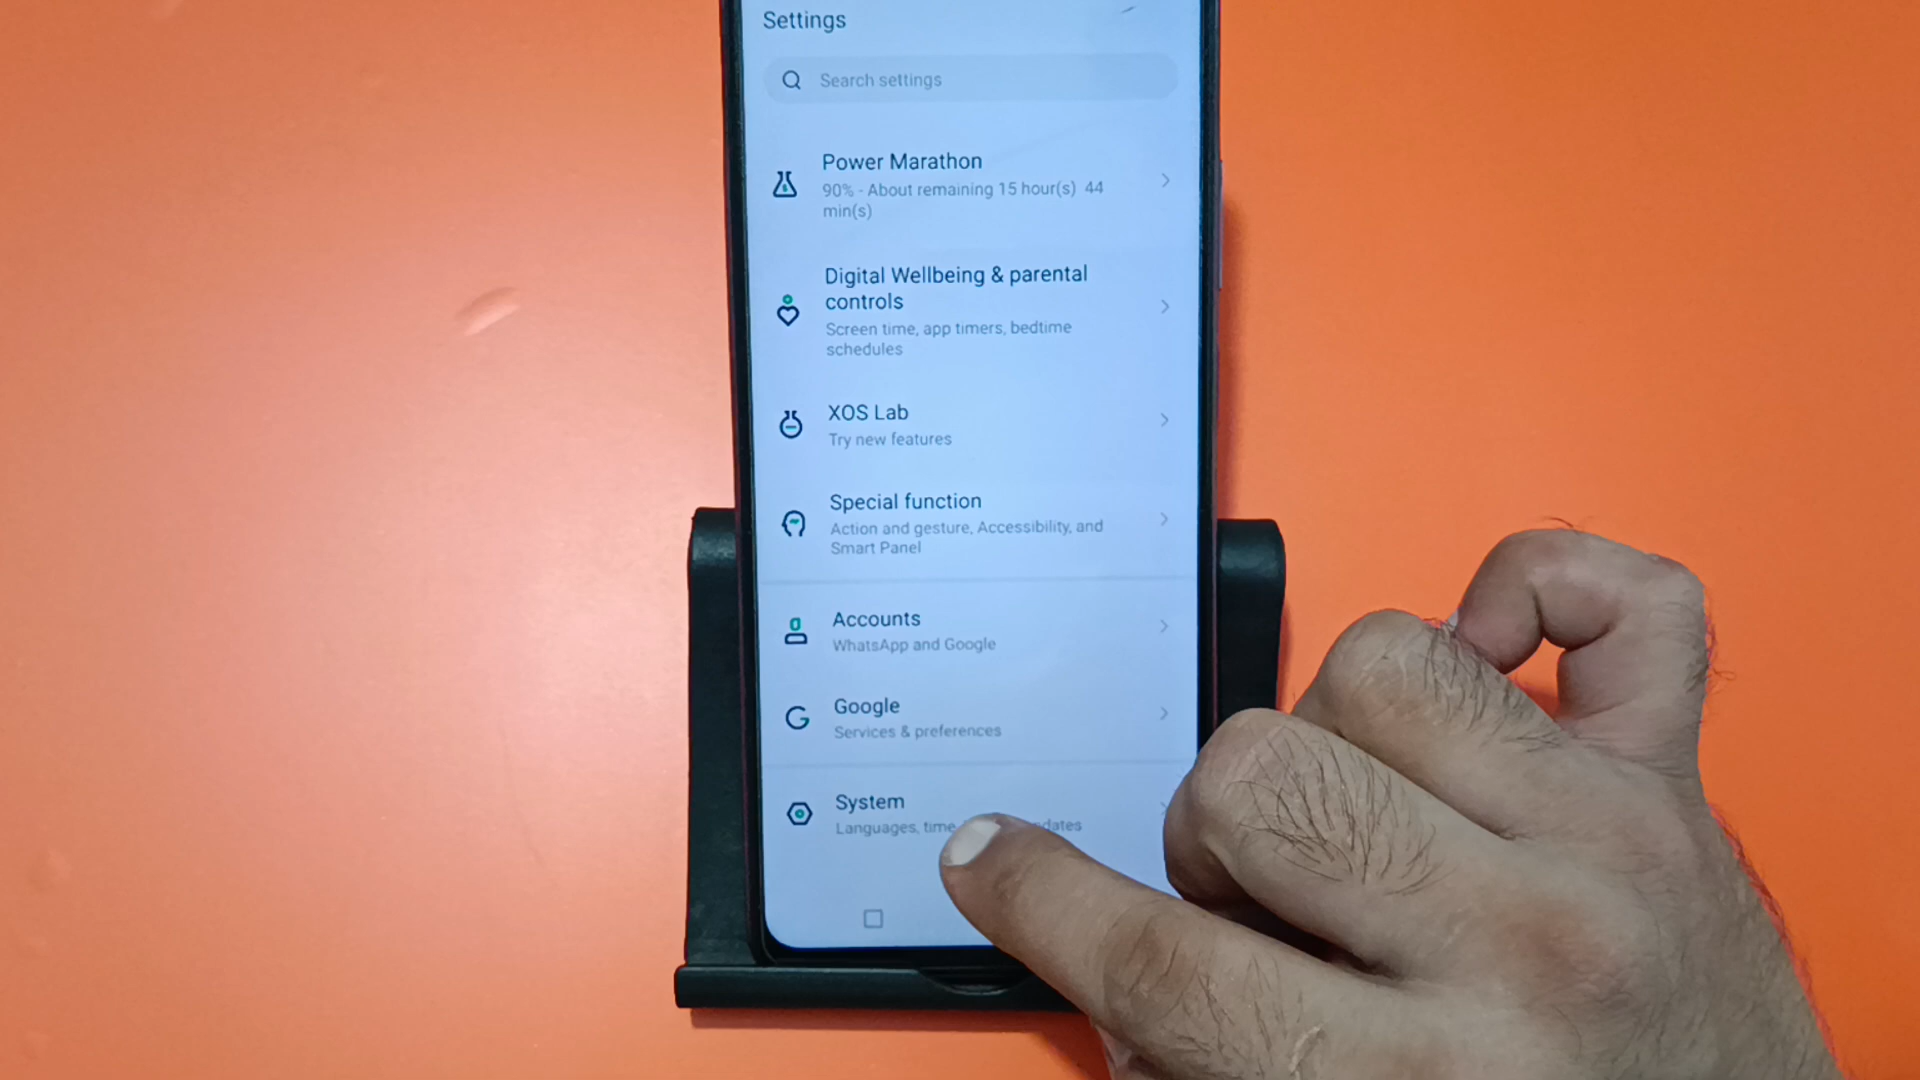 Settings
Search settings
Power Marathon
90% - About remaining 15 hour(s) 44
min(s)
Digital Wellbeing & parental
controls
Screen time, app timers, bedtime
schedules
XOS Lab
Try new features
Special function
Action and gesture, Accessibility, and
Smart Panel
Accounts
WhatsApp and Google
Google
Services & preferences
System
Languages, time,